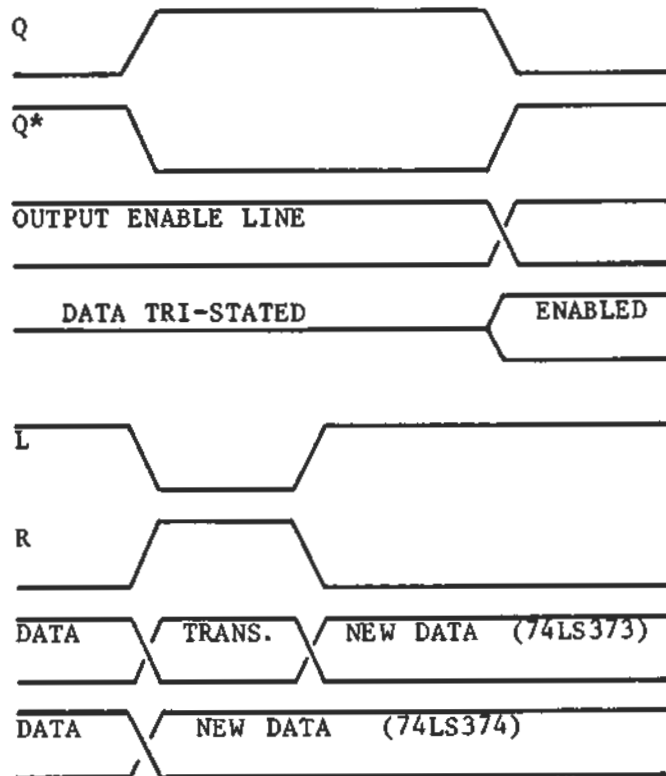 Q
Q*
OUTPUT ENABLE LINE
DATA TRI-STATED ENABLED
L
R
DATA TRANS. NEW DATA (74LS373)
DATA NEW DATA (74LS374)